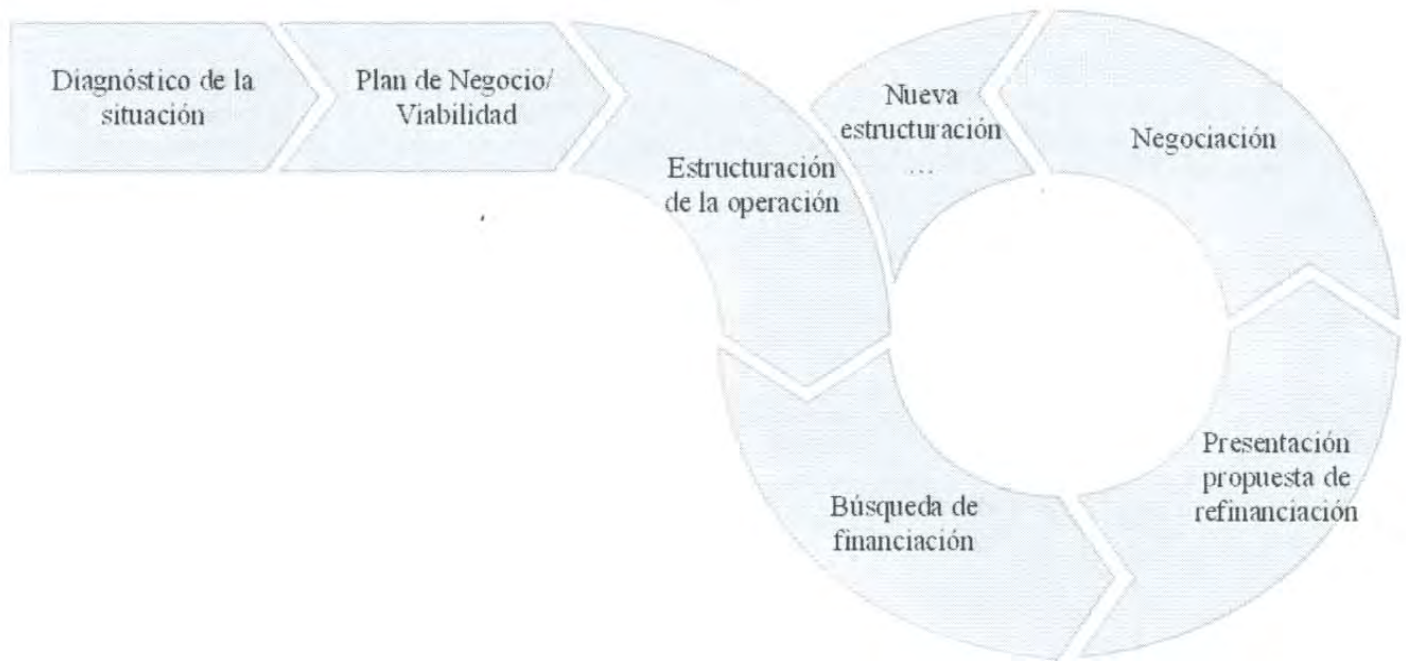 Diagnóstico de la
situación
Plan de Negocio/
Viabilidad
Estructuración
de la operación
Búsqueda de
financiación
Presentación
propuesta de
refinanciación
Negociación
Nueva
estructuración
...